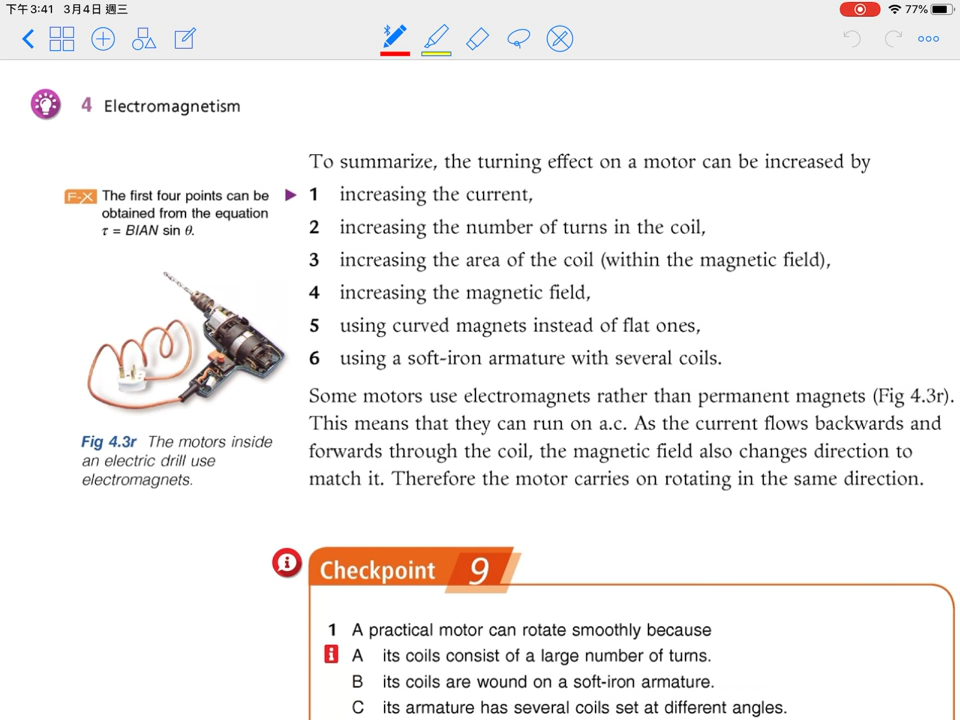 下午3:41 3月4日 週三
77%
4 Electromagnetism
To summarize, the turning effect on a motor can be increased by
F-X The first four points can be
obtained from the equation
τ = BIAN sin θ.
1 increasing the current,
2 increasing the number of turns in the coil,
3 increasing the area of the coil (within the magnetic field),
4 increasing the magnetic field,
5 using curved magnets instead of flat ones,
6 using a soft-iron armature with several coils.
Fig 4.3r The motors inside
an electric drill use
electromagnets.
Some motors use electromagnets rather than permanent magnets (Fig 4.3r).
This means that they can run on a.c. As the current flows backwards and
forwards through the coil, the magnetic field also changes direction to
match it. Therefore the motor carries on rotating in the same direction.
Checkpoint 9
1 A practical motor can rotate smoothly because
A its coils consist of a large number of turns.
B its coils are wound on a soft-iron armature.
C its armature has several coils set at different angles.